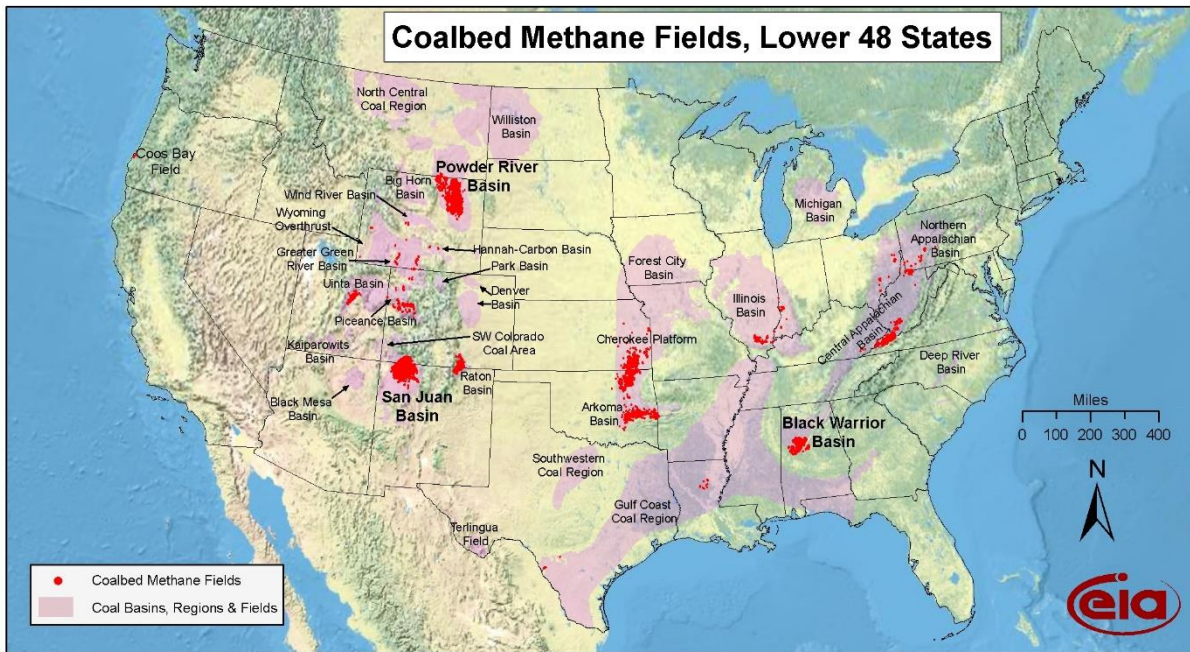 Coalbed Methane Fields, Lower 48 States
North Central
Coal Region
Williston
Basin
Coos Bay
Field
Powder River
Basin
Big Horn
Basin
Wind River Basin
Wyoming
Overthrust
Greater Green
River Basin
Hannah-Carbon Basin
Park Basin
Uinta Basin
Denver
Basin
Piceance Basin
Kaiparowits
Basin
SW Colorado
Coal Area
Black Mesa
Basin
San Juan
Basin
Raton
Basin
Michigan
Basin
Northern
Appalachian
Basin
Forest City
Basin
Illinois
Basin
Central Appalachian
Basin
Cherokee Platform
Deep River
Basin
Arkoma
Basin
Black Warrior
Basin
Southwestern
Coal Region
Gulf Coast
Coal Region
Terlingua
Field
Miles
0 100 200 300 400
N
Coalbed Methane Fields
Coal Basins, Regions & Fields
eia